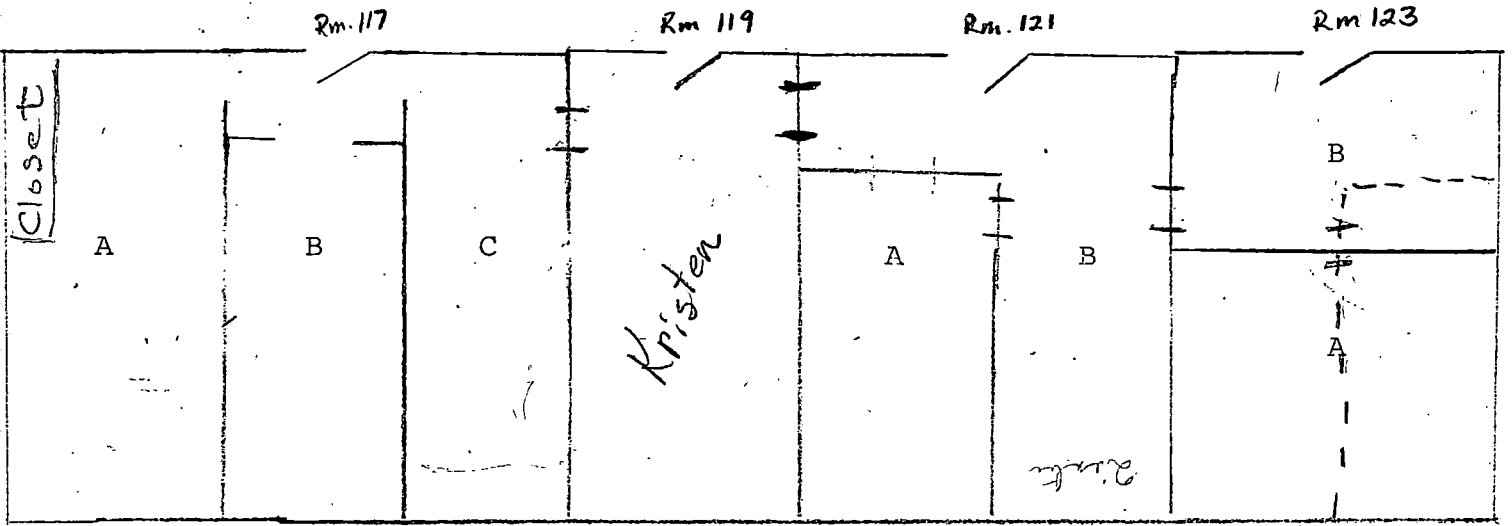 Rm. 117
Rm 119
Rm. 121
Rm 123
Closet
A
B
C
Kristen
A
B
B
A